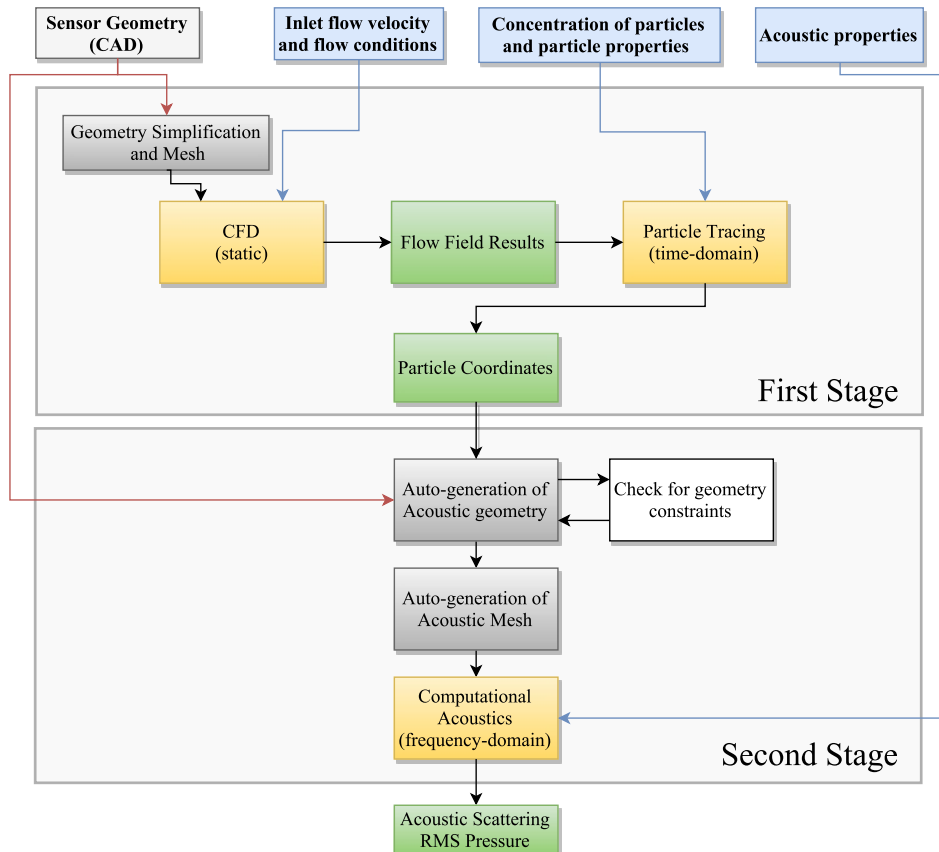 Sensor Geometry
(CAD)
Inlet flow velocity
and flow conditions
Concentration of particles
and particle properties
Acoustic properties
Geometry Simplification
and Mesh
CFD
(static)
Flow Field Results
Particle Tracing
(time-domain)
Particle Coordinates
First Stage
Auto-generation of
Acoustic geometry
Check for geometry
constraints
Auto-generation of
Acoustic Mesh
Computational
Acoustics
(frequency-domain)
Second Stage
Acoustic Scattering
RMS Pressure